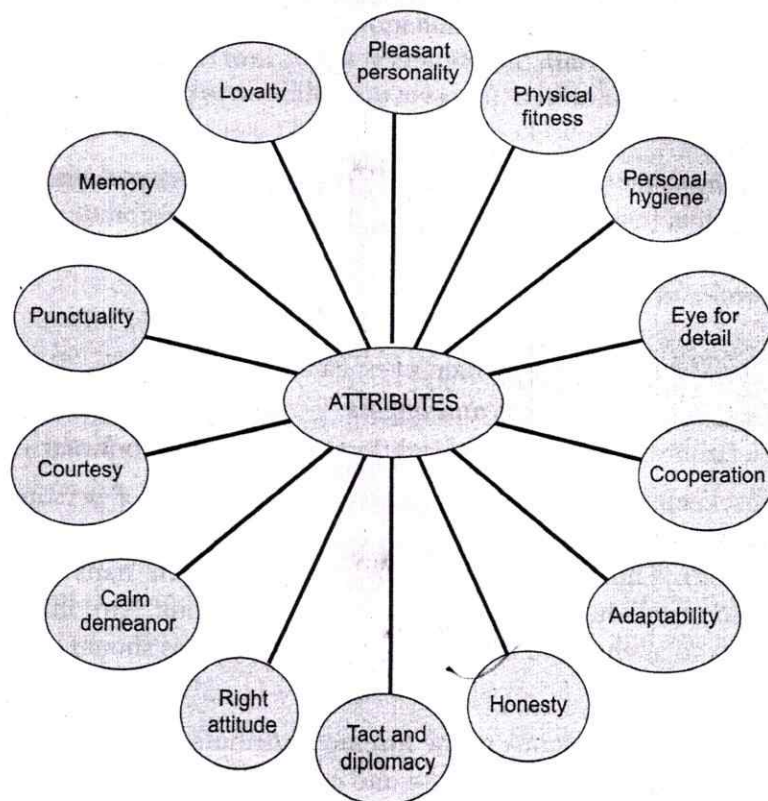 Pleasant
personality
Physical
fitness
Personal
hygiene
Eye for
detail
Cooperation
Adaptability
Honesty
Tact and
diplomacy
Right
attitude
Calm
demeanor
Courtesy
Punctuality
Memory
Loyalty
ATTRIBUTES